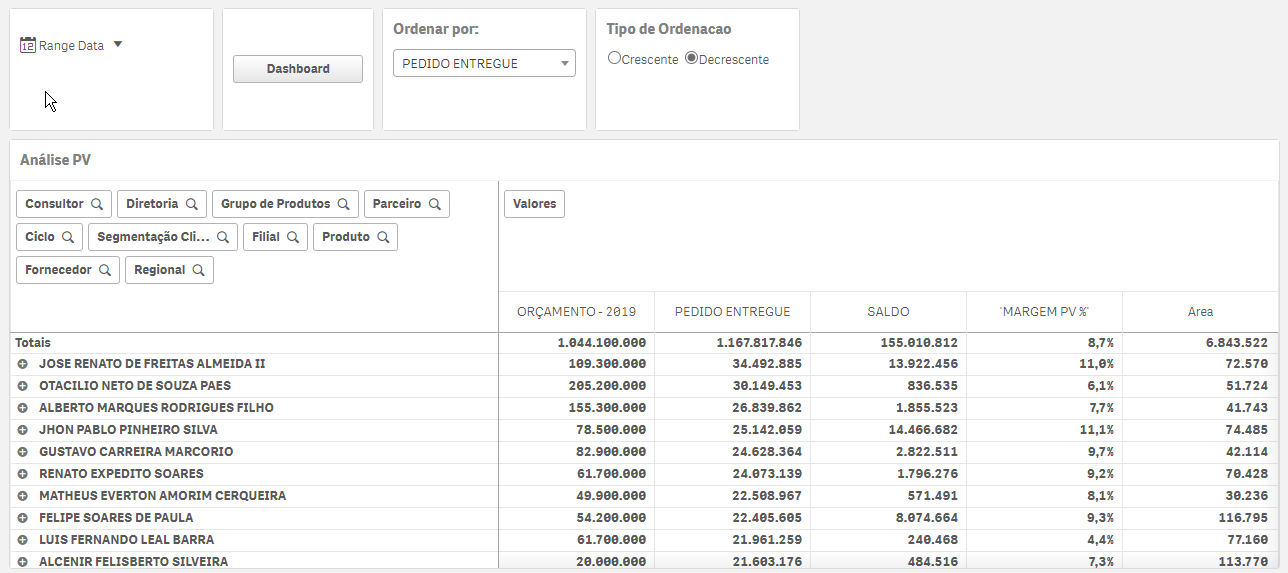 12 Range Data
Dashboard
Ordenar por:
PEDIDO ENTREGUE
Tipo de Ordenacao
Crescente Decrescente
Análise PV
Consultor Diretoria Grupo de Produtos Parceiro
Ciclo Segmentação Cli... Filial Produto
Fornecedor Regional
Valores
ORÇAMENTO - 2019 PEDIDO ENTREGUE SALDO 'MARGEM PV %' Area
Totais 1.044.100.000 1.167.817.846 155.010.812 8,7% 6.843.522
JOSE RENATO DE FREITAS ALMEIDA II 109.300.000 34.492.885 13.922.456 11,0% 72.570
OTACILIO NETO DE SOUZA PAES 205.200.000 30.149.453 836.535 6,1% 51.724
ALBERTO MARQUES RODRIGUES FILHO 155.300.000 26.839.862 1.855.523 7,7% 41.743
JHON PABLO PINHEIRO SILVA 78.500.000 25.142.059 14.466.682 11,1% 74.485
GUSTAVO CARREIRA MARCORIO 82.900.000 24.628.364 2.822.511 9,7% 42.114
RENATO EXPEDITO SOARES 61.700.000 24.073.139 1.796.276 9,2% 70.428
MATHEUS EVERTON AMORIM CERQUEIRA 49.900.000 22.508.967 571.491 8,1% 30.236
FELIPE SOARES DE PAULA 54.200.000 22.405.605 8.074.664 9,3% 116.795
LUIS FERNANDO LEAL BARRA 61.700.000 21.961.259 240.468 4,4% 77.160
ALCENIR FELISBERTO SILVEIRA 20.000.000 21.603.176 484.516 7,3% 113.770